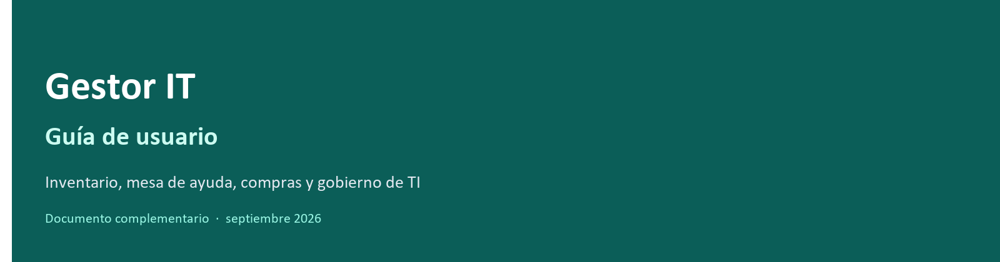 Gestor IT
Guía de usuario
Inventario, mesa de ayuda, compras y gobierno de TI
Documento complementario · septiembre 2026